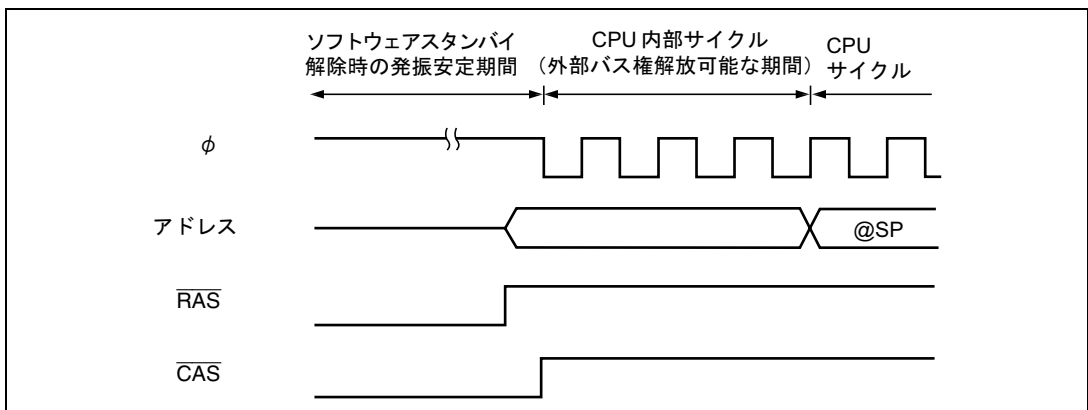 ソフトウェアスタンバイ
解除時の発振安定期間
CPU 内部サイクル
（外部バス権解放可能な期間）
CPU
サイクル
φ
アドレス
@SP
RAS
CAS